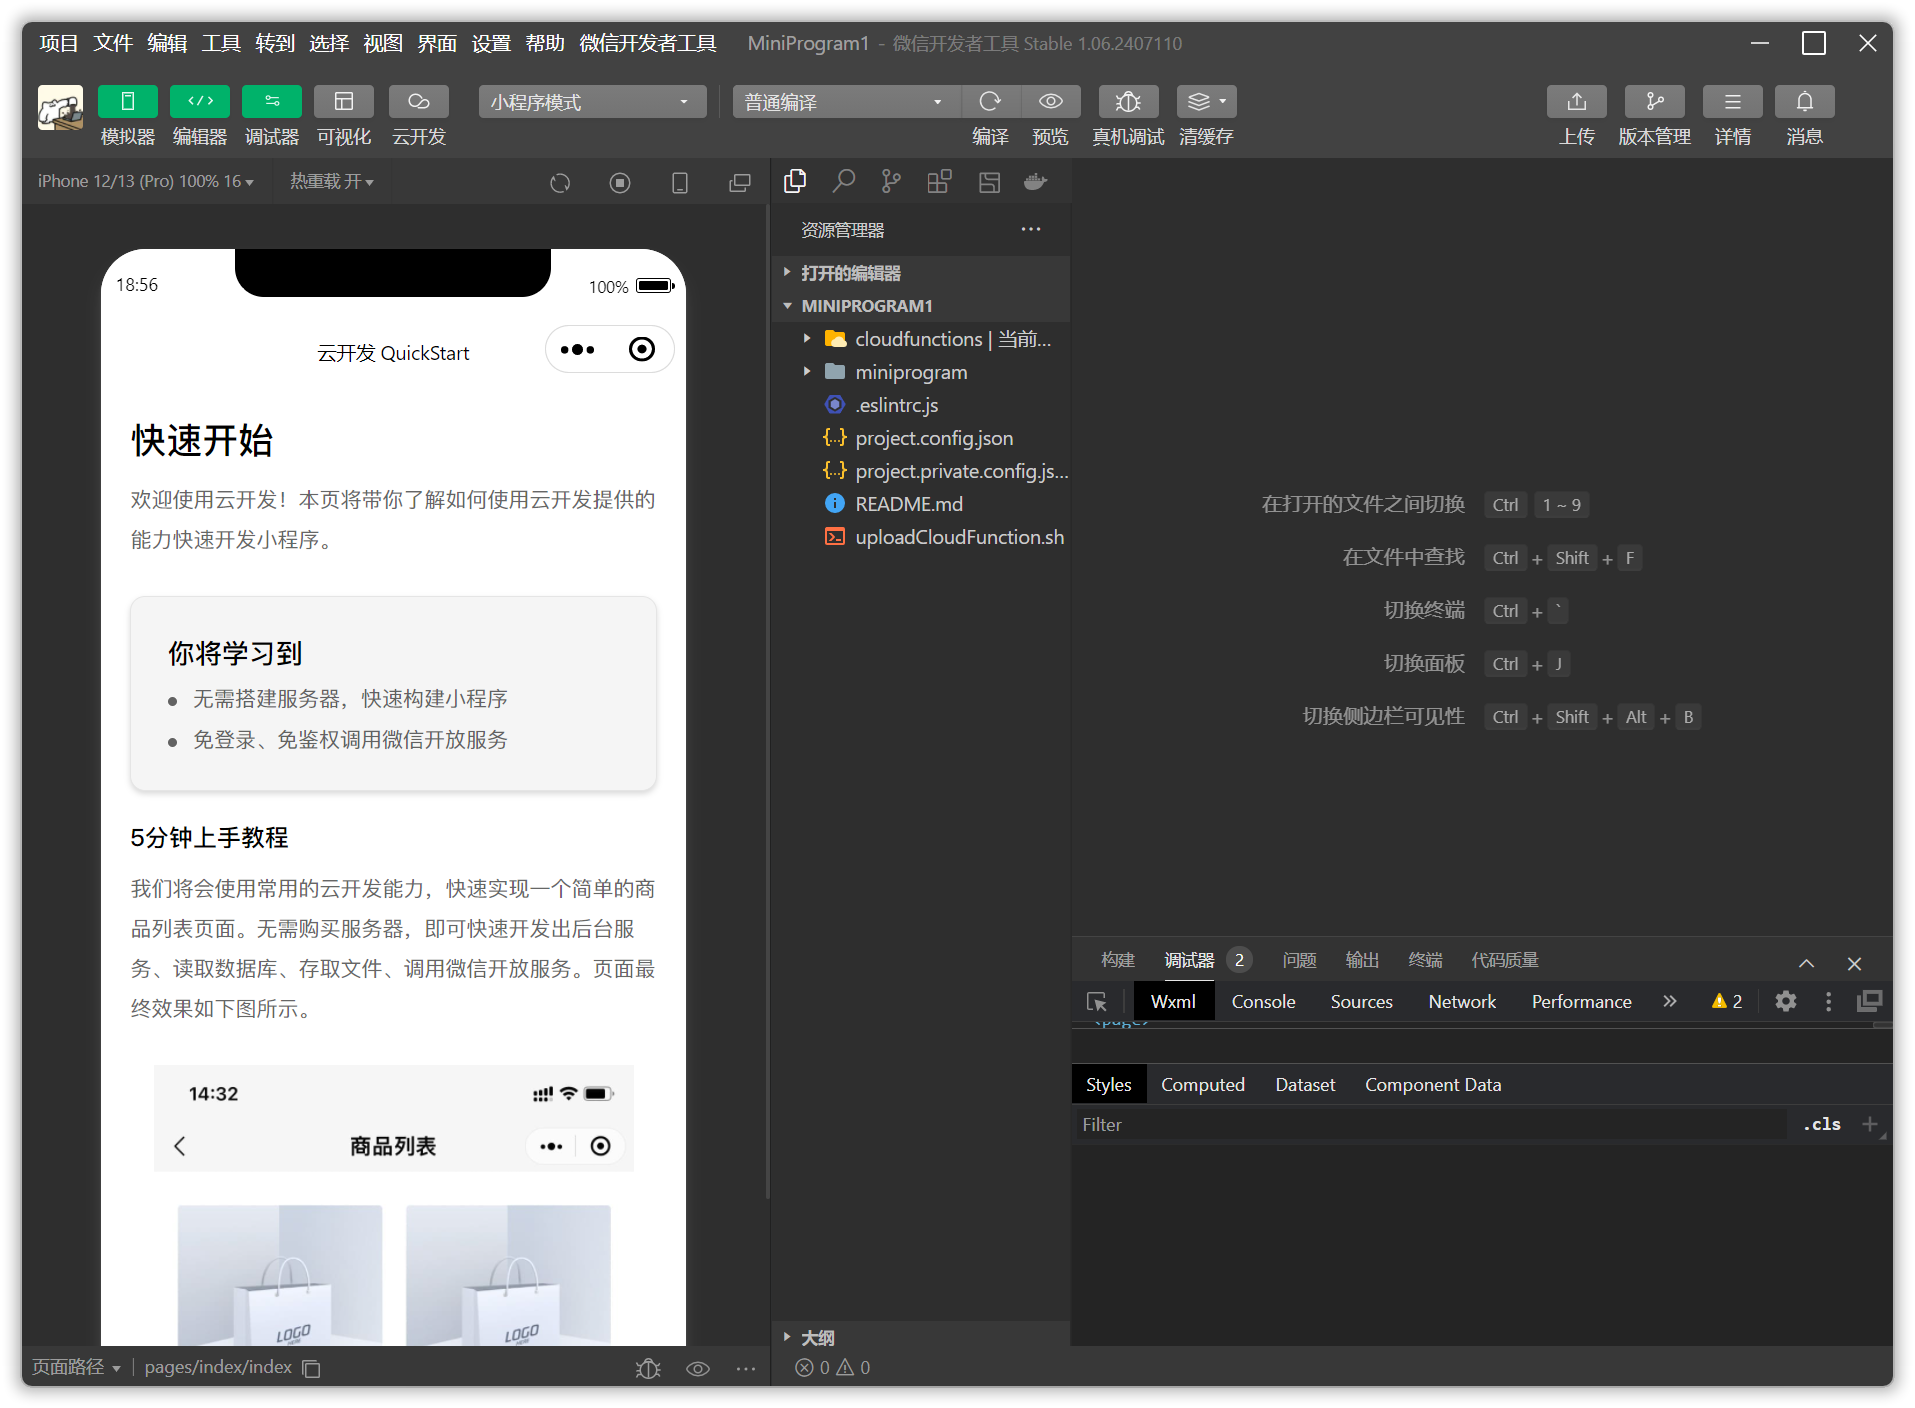 项目 文件 编辑 工具 转到 选择 视图 界面 设置 帮助 微信开发者工具 MiniProgram1 - 微信开发者工具 Stable 1.06.2407110
模拟器 编辑器 调试器 可视化 云开发 小程序模式 普通编译 编译 预览 真机调试 清缓存 上传 版本管理 详情 消息
iPhone 12/13 (Pro) 100% 16 热重载 开
18:56 100%
云开发 QuickStart
快速开始
欢迎使用云开发！本页将带你了解如何使用云开发提供的
能力快速开发小程序。
你将学习到
无需搭建服务器，快速构建小程序
免登录、免鉴权调用微信开放服务
5分钟上手教程
我们将会使用常用的云开发能力，快速实现一个简单的商
品列表页面。无需购买服务器，即可快速开发出后台服
务、读取数据库、存取文件、调用微信开放服务。页面最
终效果如下图所示。
14:32
商品列表
LOGO
LOGO
页面路径 pages/index/index
资源管理器
打开的编辑器
MINIPROGRAM1
cloudfunctions | 当前...
miniprogram
.eslintrc.js
project.config.json
project.private.config.js...
README.md
uploadCloudFunction.sh
大纲
0 0
在打开的文件之间切换 Ctrl 1 ~ 9
在文件中查找 Ctrl + Shift + F
切换终端 Ctrl + `
切换面板 Ctrl + J
切换侧边栏可见性 Ctrl + Shift + Alt + B
构建 调试器 2 问题 输出 终端 代码质量
Wxml Console Sources Network Performance » 2
<page>
Styles Computed Dataset Component Data
Filter .cls +